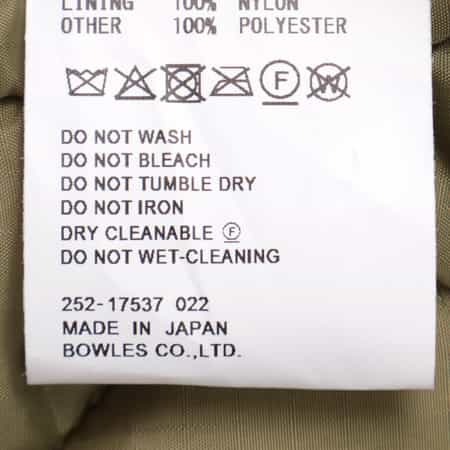 LINING 100% NYLON
OTHER 100% POLYESTER
F W
DO NOT WASH
DO NOT BLEACH
DO NOT TUMBLE DRY
DO NOT IRON
DRY CLEANABLE Ⓕ
DO NOT WET-CLEANING
252-17537 022
MADE IN JAPAN
BOWLES CO.,LTD.